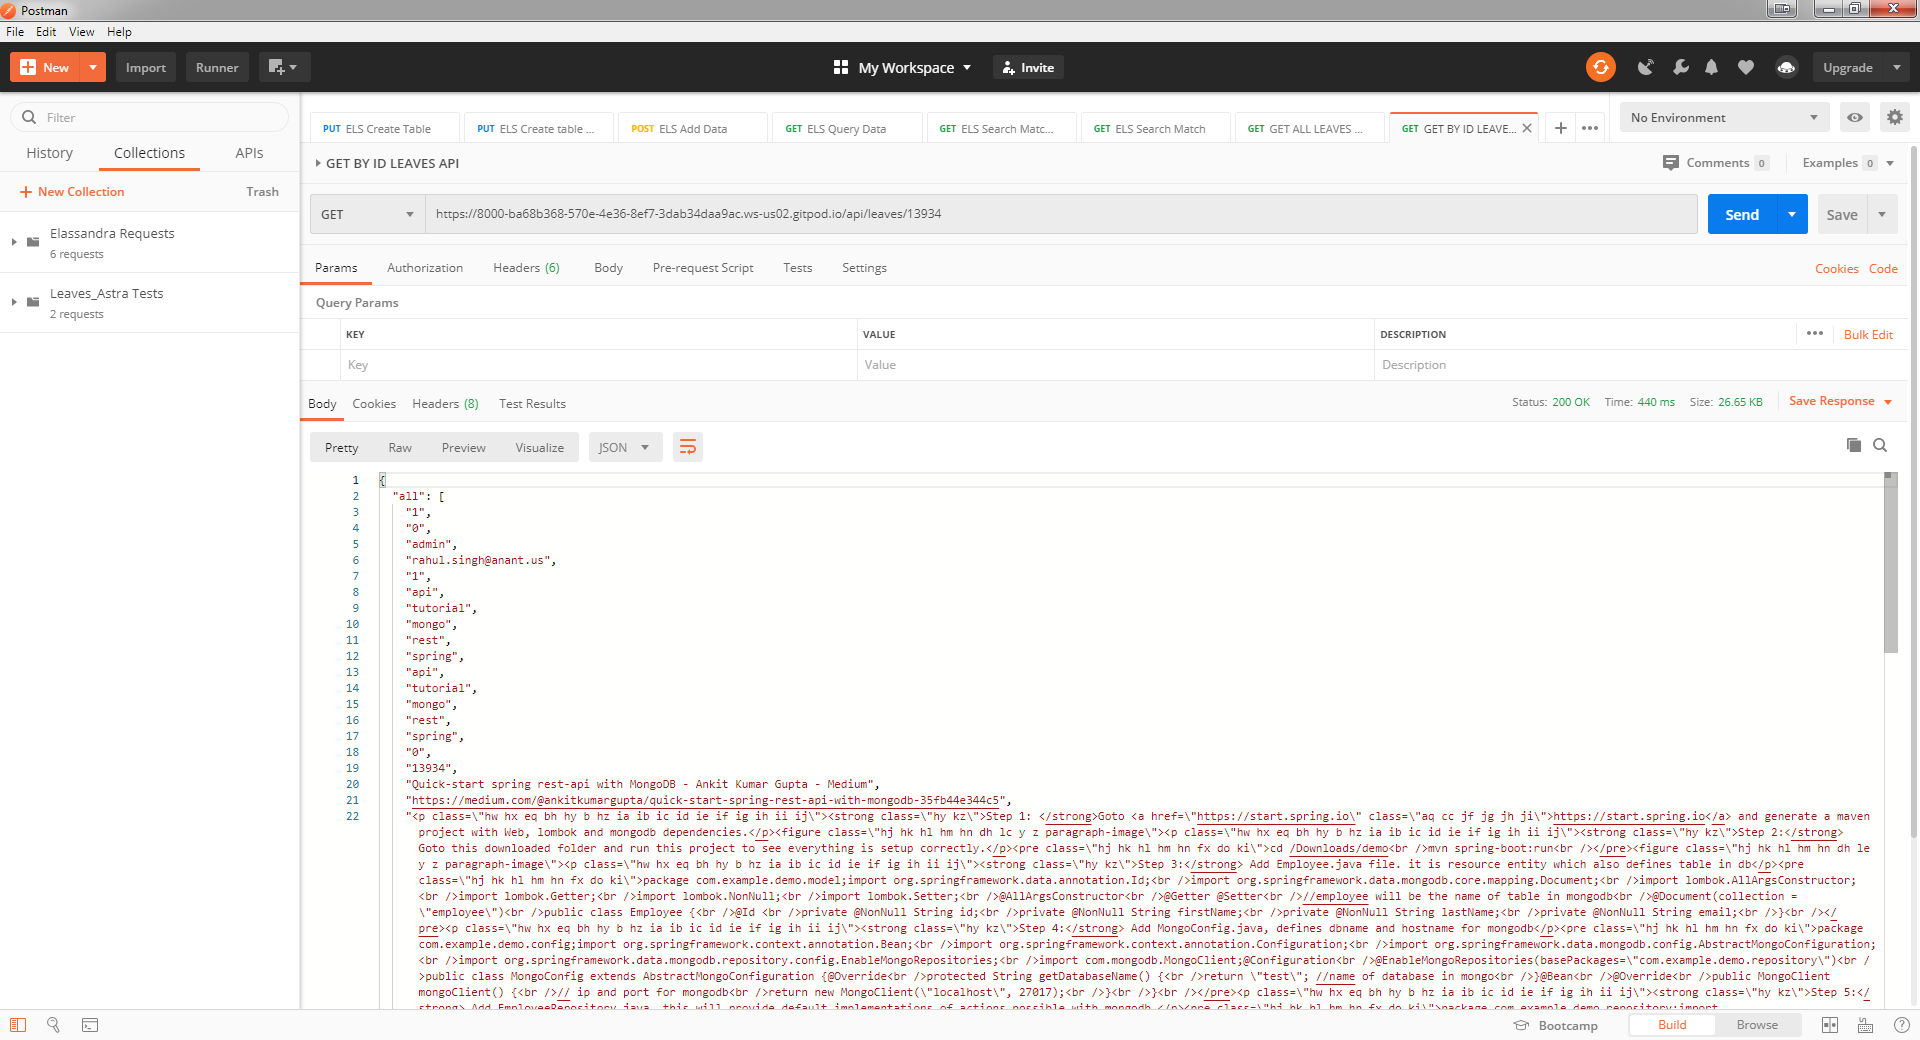 Postman
File Edit View Help
New Import Runner My Workspace Invite Upgrade
Filter
History Collections APIs
New Collection Trash
Elassandra Requests
6 requests
Leaves_Astra Tests
2 requests
PUT ELS Create Table PUT ELS Create table ... POST ELS Add Data GET ELS Query Data GET ELS Search Matc... GET ELS Search Match GET GET ALL LEAVES ... GET GET BY ID LEAVE... No Environment
GET BY ID LEAVES API Comments 0 Examples 0
GET https://8000-ba68b368-570e-4e36-8ef7-3dab34daa9ac.ws-us02.gitpod.io/api/leaves/13934 Send Save
Params Authorization Headers (6) Body Pre-request Script Tests Settings Cookies Code
Query Params
KEY VALUE DESCRIPTION Bulk Edit
Key Value Description
Body Cookies Headers (8) Test Results Status: 200 OK Time: 440 ms Size: 26.65 KB Save Response
Pretty Raw Preview Visualize JSON
1 {
2 "all": [
3 "1",
4 "0",
5 "admin",
6 "rahul.singh@anant.us",
7 "1",
8 "api",
9 "tutorial",
10 "mongo",
11 "rest",
12 "spring",
13 "api",
14 "tutorial",
15 "mongo",
16 "rest",
17 "spring",
18 "0",
19 "13934",
20 "Quick-start spring rest-api with MongoDB - Ankit Kumar Gupta - Medium",
21 "https://medium.com/@ankitkumargupta/quick-start-spring-rest-api-with-mongodb-35fb44e344c5",
22 "<p class=\"hw hx eq bh hy b hz ia ib ic id ie if ig ih ii ij\"><strong class=\"hy kz\">Step 1: </strong>Goto <a href=\"https://start.spring.io\" class=\"aq cc jf jg jh ji\">https://start.spring.io</a> and generate a maven
project with Web, lombok and mongodb dependencies.</p><figure class=\"hj hk hl hm hn dh lc y z paragraph-image\"><p class=\"hw hx eq bh hy b hz ia ib ic id ie if ig ih ii ij\"><strong class=\"hy kz\">Step 2:</strong>
Goto this downloaded folder and run this project to see everything is setup correctly.</p><pre class=\"hj hk hl hm hn fx do ki\">cd /Downloads/demo<br />mvn spring-boot:run<br /></pre><figure class=\"hj hk hl hm hn dh le
y z paragraph-image\"><p class=\"hw hx eq bh hy b hz ia ib ic id ie if ig ih ii ij\"><strong class=\"hy kz\">Step 3:</strong> Add Employee.java file. it is resource entity which also defines table in db</p><pre
class=\"hj hk hl hm hn fx do ki\">package com.example.demo.model;import org.springframework.data.annotation.Id;<br />import org.springframework.data.mongodb.core.mapping.Document;<br />import lombok.AllArgsConstructor;
<br />import lombok.Getter;<br />import lombok.NonNull;<br />import lombok.Setter;<br />@AllArgsConstructor<br />@Getter @Setter<br />//employee will be the name of table in mongodb<br />@Document(collection =
\"employee\")<br />public class Employee {<br />@Id <br />private @NonNull String id;<br />private @NonNull String firstName;<br />private @NonNull String lastName;<br />private @NonNull String email;<br />}<br /></
pre><p class=\"hw hx eq bh hy b hz ia ib ic id ie if ig ih ii ij\"><strong class=\"hy kz\">Step 4:</strong> Add MongoConfig.java, defines dbname and hostname for mongodb</p><pre class=\"hj hk hl hm hn fx do ki\">package
com.example.demo.config;import org.springframework.context.annotation.Bean;<br />import org.springframework.context.annotation.Configuration;<br />import org.springframework.data.mongodb.config.AbstractMongoConfiguration;
<br />import org.springframework.data.mongodb.repository.config.EnableMongoRepositories;<br />import com.mongodb.MongoClient;@Configuration<br />@EnableMongoRepositories(basePackages=\"com.example.demo.repository\")<br /
>public class MongoConfig extends AbstractMongoConfiguration {@Override<br />protected String getDatabaseName() {<br />return \"test\"; //name of database in mongo<br />}@Bean<br />@Override<br />public MongoClient
mongoClient() {<br />// ip and port for mongodb<br />return new MongoClient(\"localhost\", 27017);<br />}<br />}<br /></pre><p class=\"hw hx eq bh hy b hz ia ib ic id ie if ig ih ii ij\"><strong class=\"hy kz\">Step 5:</
strong> Add EmployeeRepository.java, this will provide default implementations of actions possible with mongodb.</p><pre class=\"hj hk hl hm hn fx do ki\">package com.example.demo.repository;import
Bootcamp Build Browse